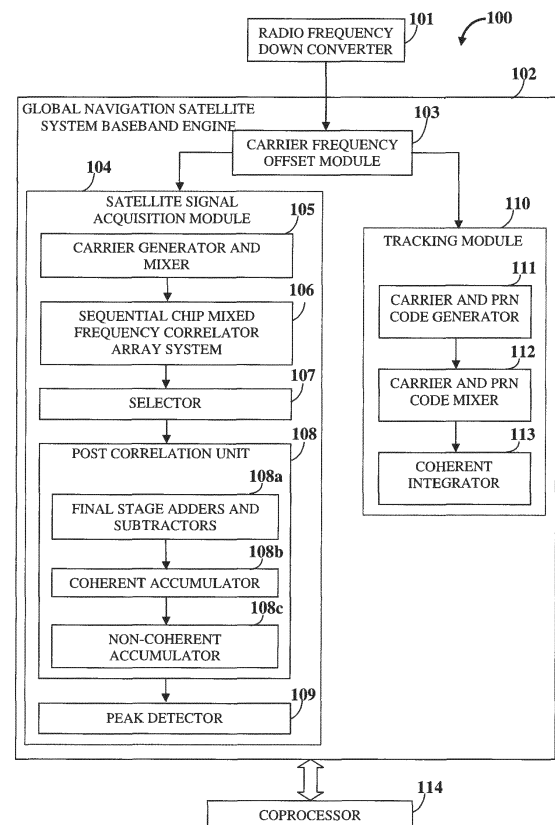 101
100
RADIO FREQUENCY
DOWN CONVERTER
102
GLOBAL NAVIGATION SATELLITE
SYSTEM BASEBAND ENGINE
103
CARRIER FREQUENCY
OFFSET MODULE
104
SATELLITE SIGNAL
ACQUISITION MODULE
105
CARRIER GENERATOR AND
MIXER
106
SEQUENTIAL CHIP MIXED
FREQUENCY CORRELATOR
ARRAY SYSTEM
107
SELECTOR
108
POST CORRELATION UNIT
108a
FINAL STAGE ADDERS AND
SUBTRACTORS
108b
COHERENT ACCUMULATOR
108c
NON-COHERENT
ACCUMULATOR
109
PEAK DETECTOR
110
TRACKING MODULE
111
CARRIER AND PRN
CODE GENERATOR
112
CARRIER AND PRN
CODE MIXER
113
COHERENT
INTEGRATOR
114
COPROCESSOR